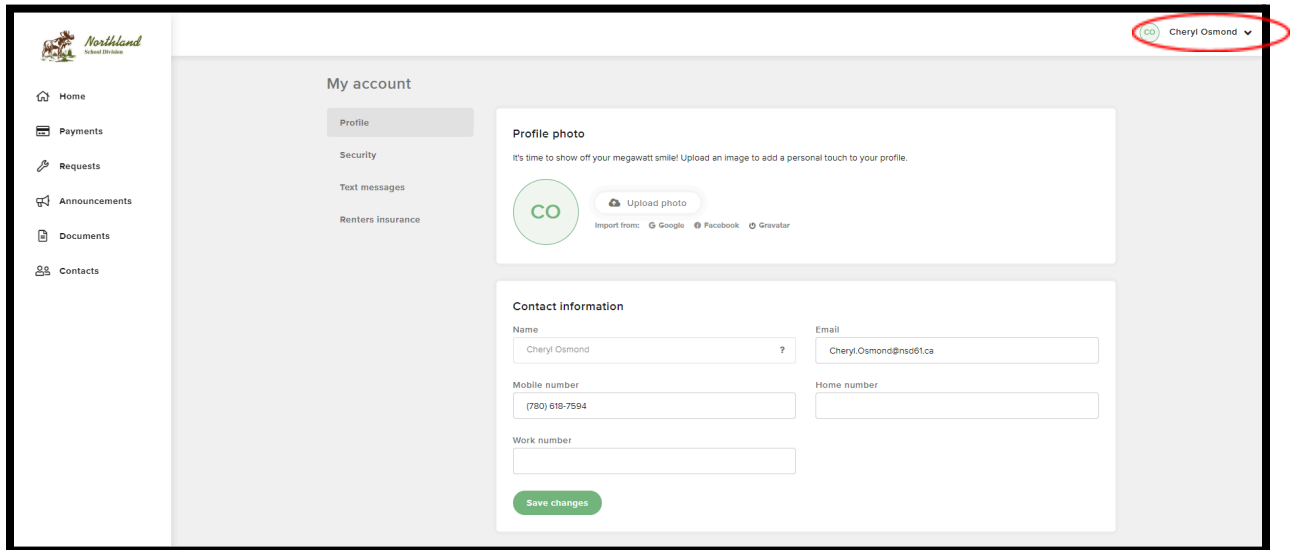 Northland
School Division
CO Cheryl Osmond
Home
Payments
Requests
Announcements
Documents
Contacts
My account
Profile
Security
Text messages
Renters insurance
Profile photo
It's time to show off your megawatt smile! Upload an image to add a personal touch to your profile.
CO
Upload photo
Import from: Google Facebook Gravatar
Contact information
Name Email
Cheryl Osmond ? Cheryl.Osmond@nsd61.ca
Mobile number Home number
(780) 618-7594
Work number
Save changes